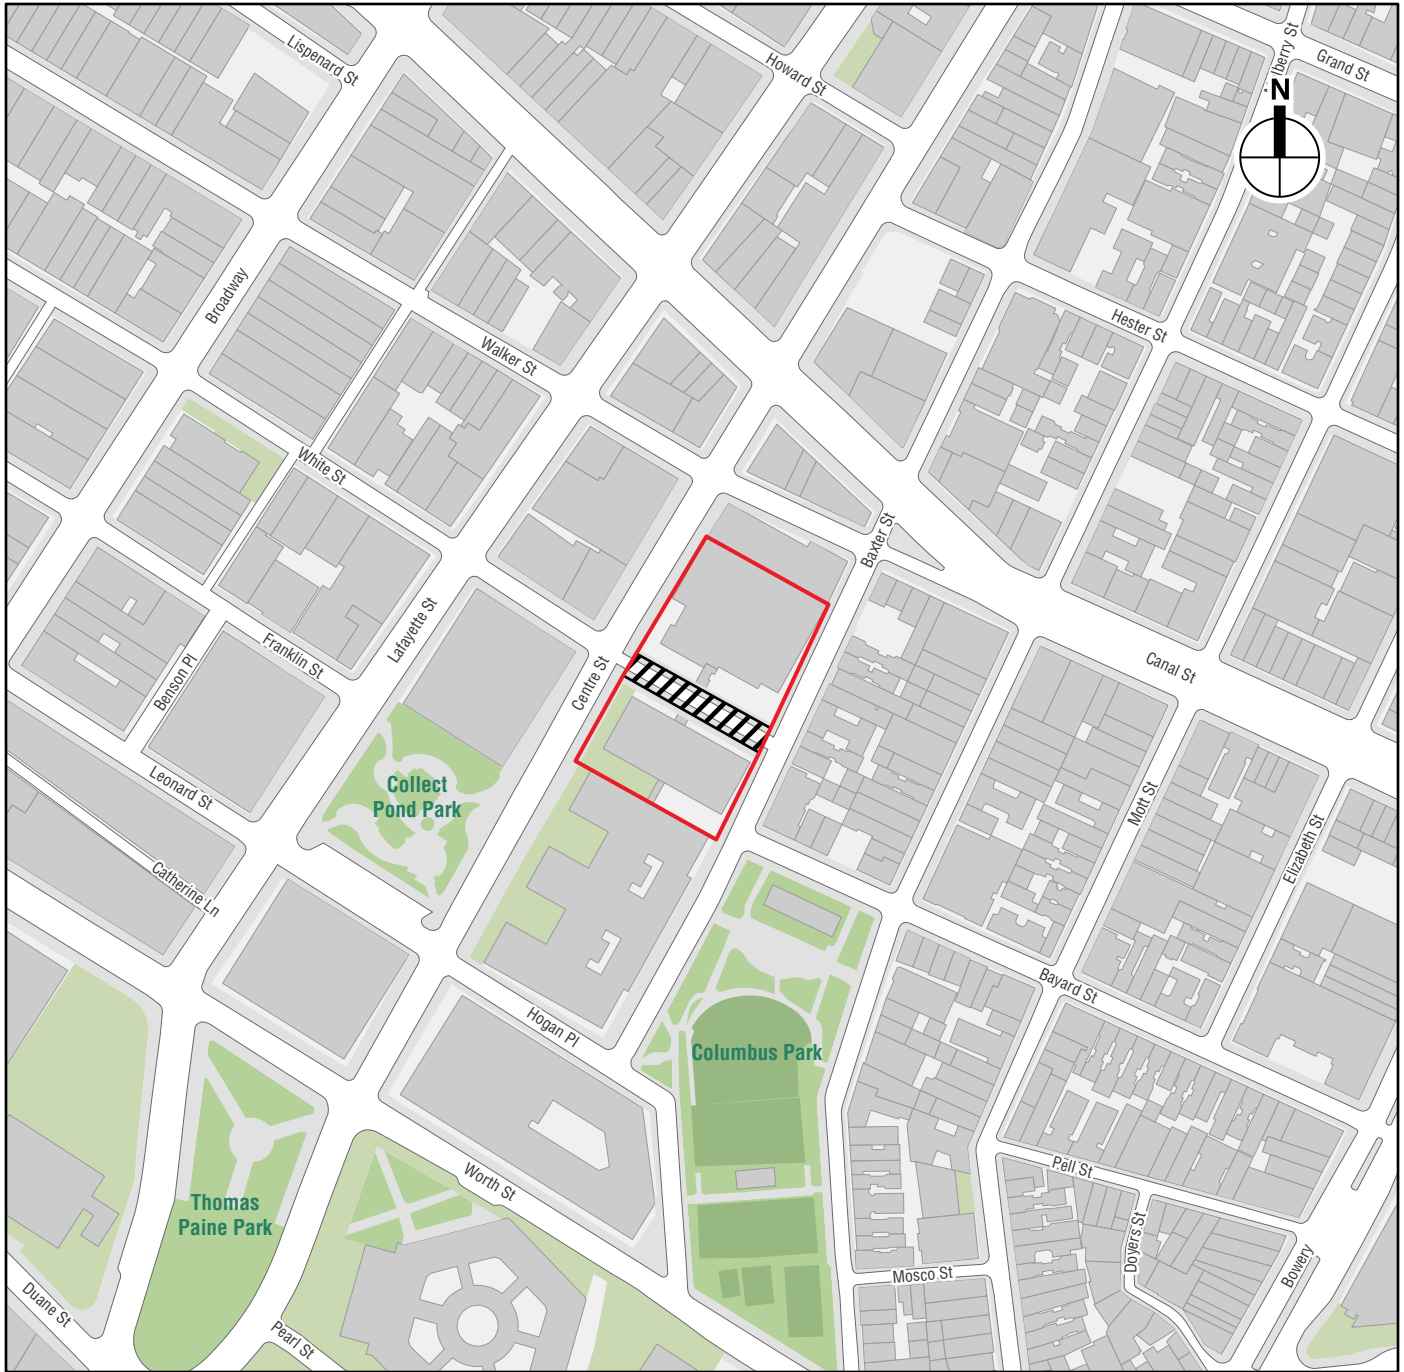 Lispenard St
Howard St
Grand St
N
Broadway
Hester St
Walker St
White St
Baxter St
Lafayette St
Franklin St
Benson Pl
Centre St
Canal St
Leonard St
Collect
Pond Park
Mott St
Elizabeth St
Catherine Ln
Bayard St
Hogan Pl
Columbus Park
Worth St
Pell St
Thomas
Paine Park
Doyers St
Mosco St
Bowery
Duane St
Pearl St